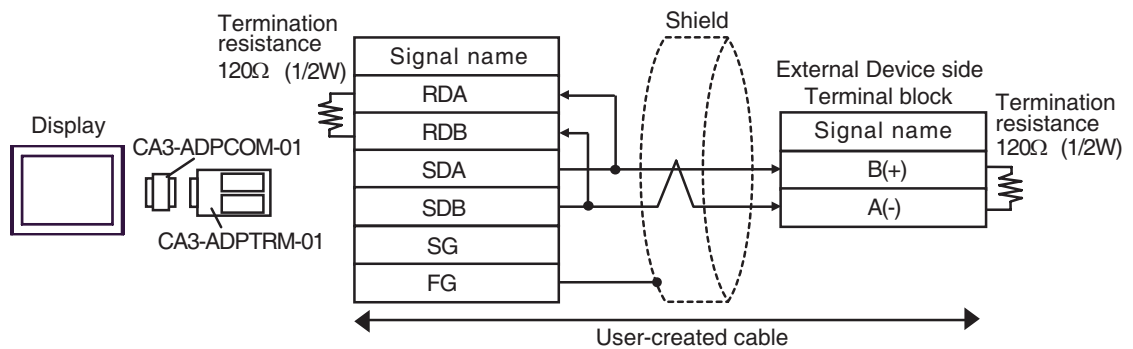 Display
CA3-ADPCOM-01
CA3-ADPTRM-01
Termination
resistance
120Ω (1/2W)
Signal name
RDA
RDB
SDA
SDB
SG
FG
Shield
External Device side
Terminal block
Signal name
B(+)
A(-)
Termination
resistance
120Ω (1/2W)
User-created cable